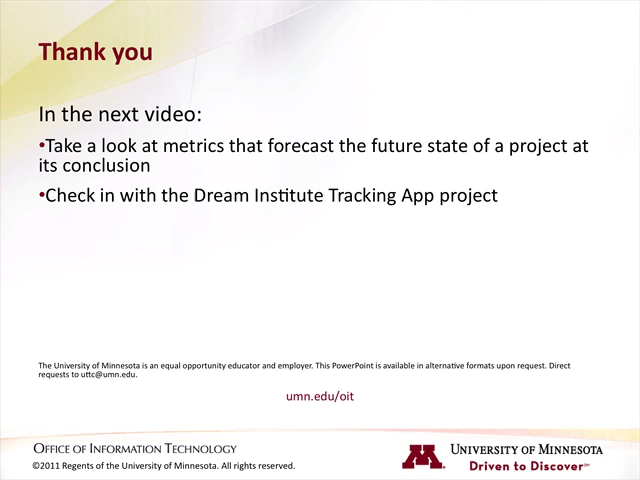 Thank you
In the next video:
•Take a look at metrics that forecast the future state of a project at
its conclusion
•Check in with the Dream Institute Tracking App project
The University of Minnesota is an equal opportunity educator and employer. This PowerPoint is available in alternative formats upon request. Direct
requests to uttc@umn.edu.
umn.edu/oit
OFFICE OF INFORMATION TECHNOLOGY
©2011 Regents of the University of Minnesota. All rights reserved.
M
UNIVERSITY OF MINNESOTA
Driven to Discover℠